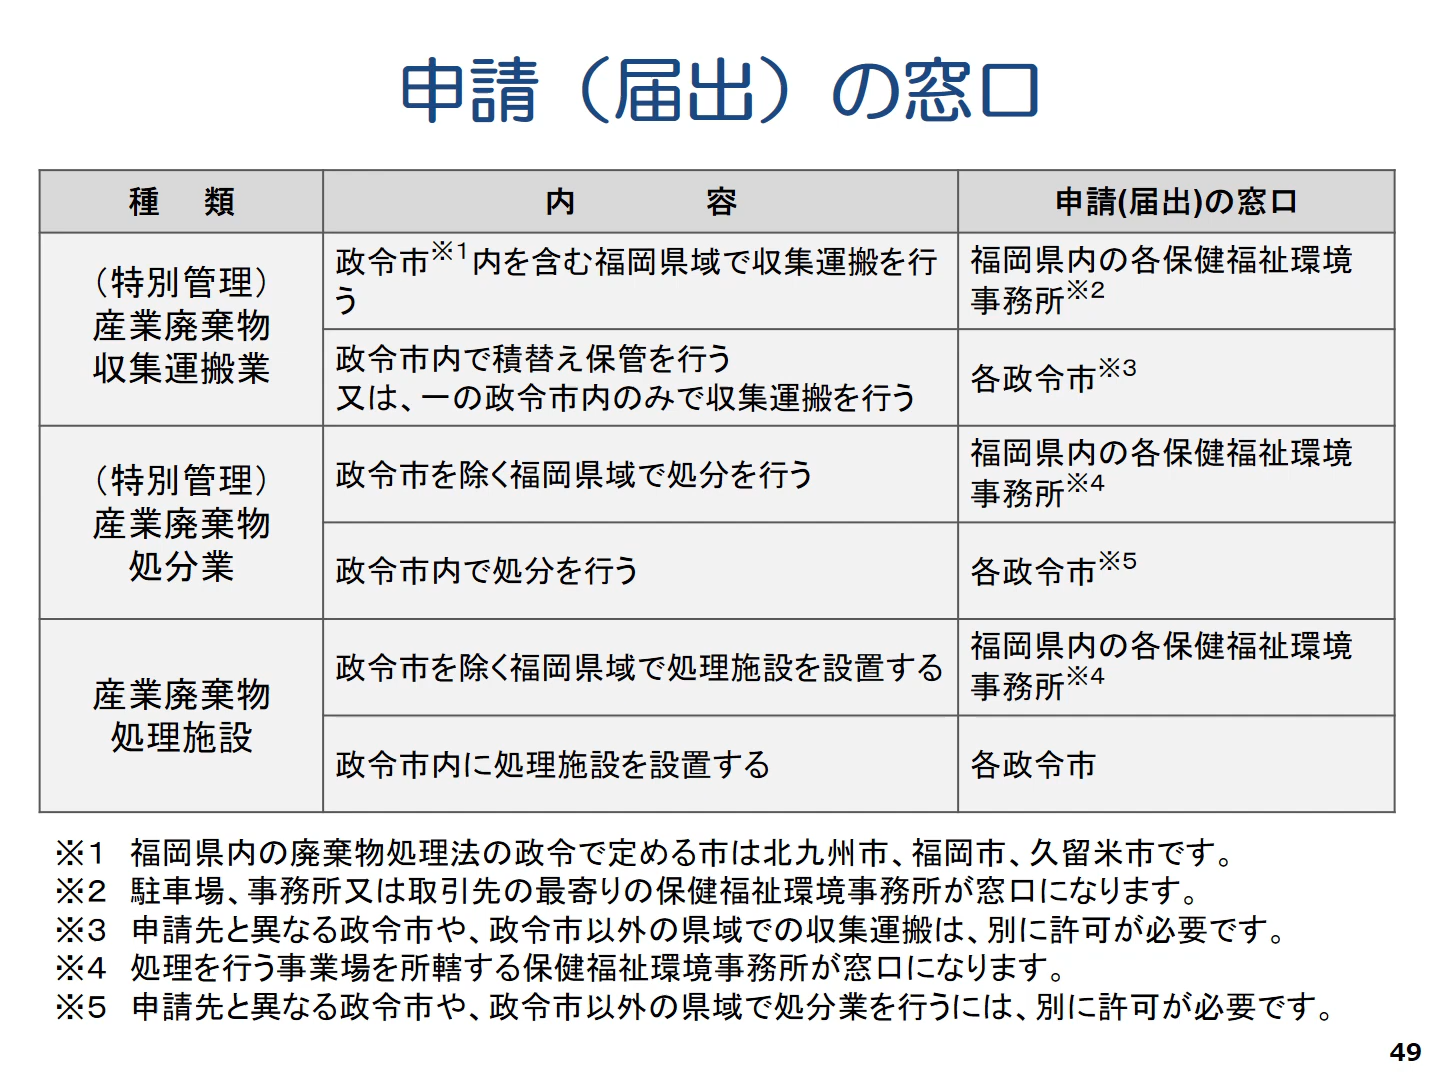 申請（届出）の窓口
種　類
内　容
申請(届出)の窓口
（特別管理）
産業廃棄物
収集運搬業
政令市※1内を含む福岡県域で収集運搬を行
う
福岡県内の各保健福祉環境
事務所※2
政令市内で積替え保管を行う
又は、一の政令市内のみで収集運搬を行う
各政令市※3
（特別管理）
産業廃棄物
処分業
政令市を除く福岡県域で処分を行う
福岡県内の各保健福祉環境
事務所※4
政令市内で処分を行う
各政令市※5
産業廃棄物
処理施設
政令市を除く福岡県域で処理施設を設置する
福岡県内の各保健福祉環境
事務所※4
政令市内に処理施設を設置する
各政令市
※1　福岡県内の廃棄物処理法の政令で定める市は北九州市、福岡市、久留米市です。
※2　駐車場、事務所又は取引先の最寄りの保健福祉環境事務所が窓口になります。
※3　申請先と異なる政令市や、政令市以外の県域での収集運搬は、別に許可が必要です。
※4　処理を行う事業場を所轄する保健福祉環境事務所が窓口になります。
※5　申請先と異なる政令市や、政令市以外の県域で処分業を行うには、別に許可が必要です。
49